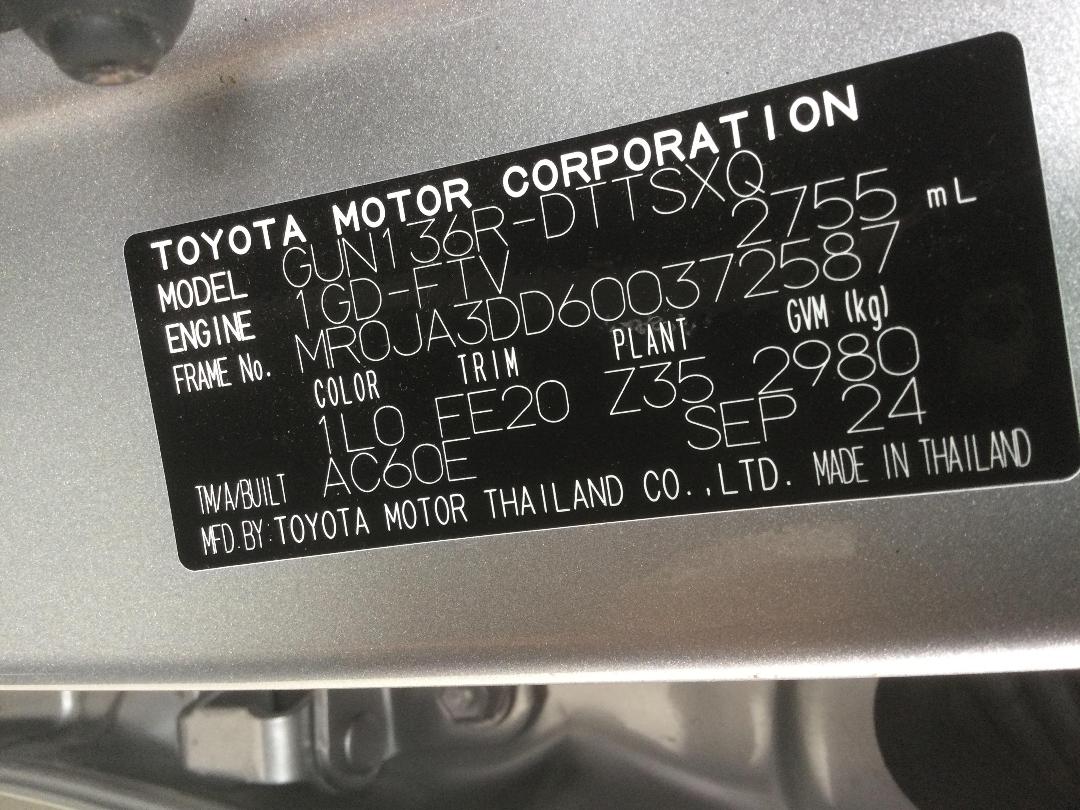 TOYOTA MOTOR CORPORATION
MODEL GUN136R-DTTSXQ
ENGINE 1GD-FTV 2755 mL
FRAME No. MR0JA3DD600372587
COLOR TRIM PLANT GVM (kg)
1L0 FE20 Z35 2980
TM/A/BUILT AC60E SEP 24
MFD.BY:TOYOTA MOTOR THAILAND CO.,LTD. MADE IN THAILAND